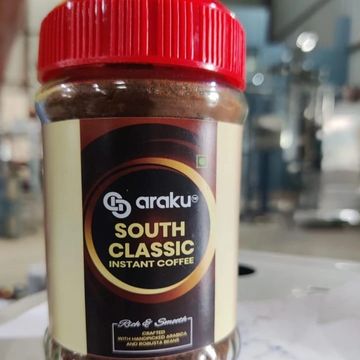 araku
SOUTH
CLASSIC
INSTANT COFFEE
Rich & Smooth
CRAFTED
WITH HANDPICKED ARABICA
AND ROBUSTA BEANS